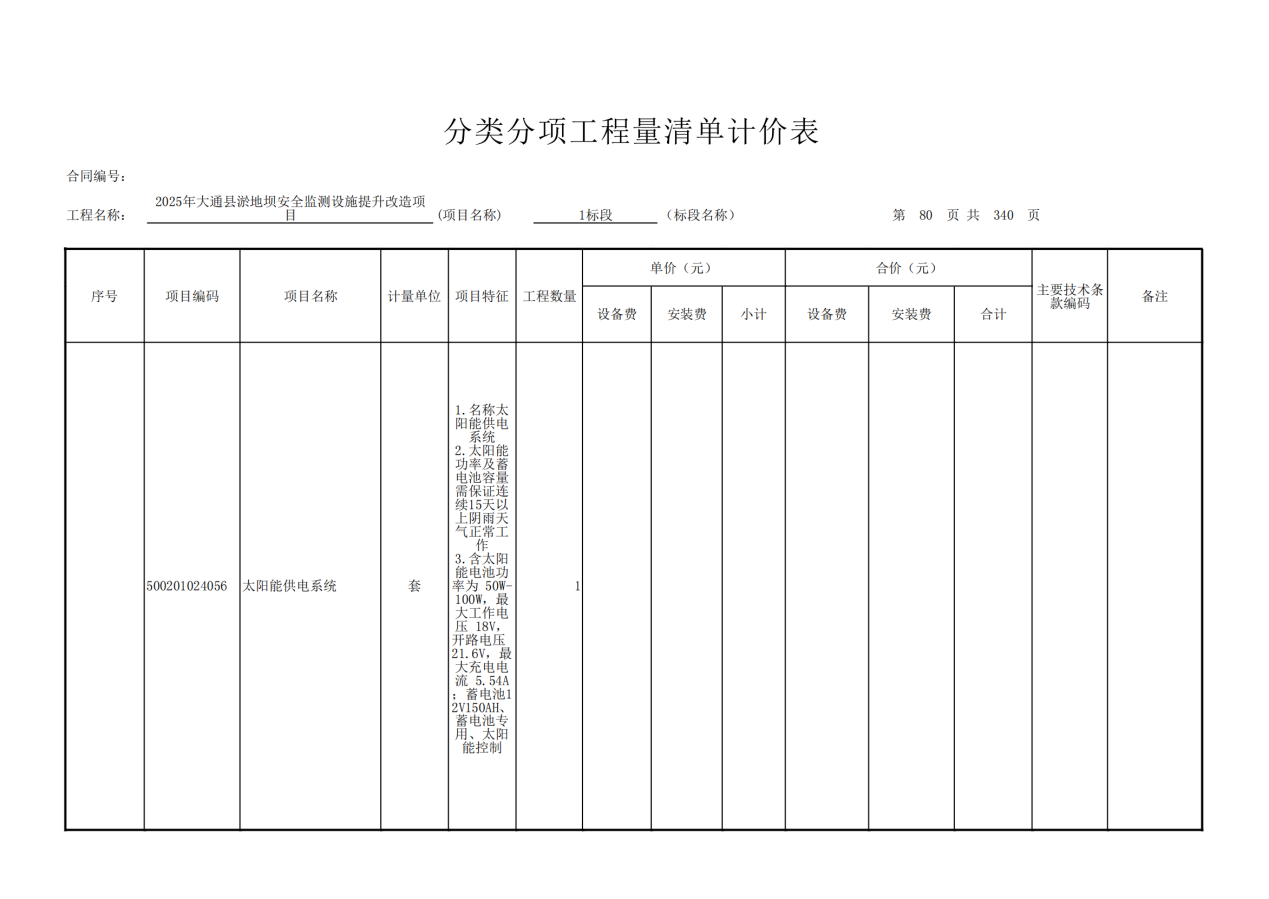 分类分项工程量清单计价表
合同编号：
2025年大通县淤地坝安全监测设施提升改造项
工程名称： 目 (项目名称) 1标段 （标段名称） 第 80 页 共 340 页
序号 项目编码 项目名称 计量单位 项目特征 工程数量 单价（元） 合价（元） 主要技术条
款编码 备注
设备费 安装费 小计 设备费 安装费 合计
500201024056 太阳能供电系统 套
1.名称太
阳能供电
系统
2.太阳能
功率及蓄
电池容量
需保证连
续15天以
上阴雨天
气正常工
作
3.含太阳
能电池功
率为 50W-
100W，最
大工作电
压 18V，
开路电压
21.6V，最
大充电电
流 5.54A
；蓄电池1
2V150AH、
蓄电池专
用、太阳
能控制
1